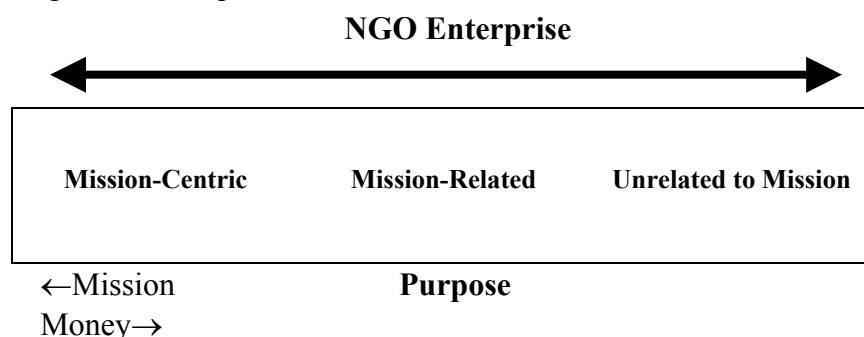 NGO Enterprise
Mission-Centric Mission-Related Unrelated to Mission
←Mission Purpose
Money→